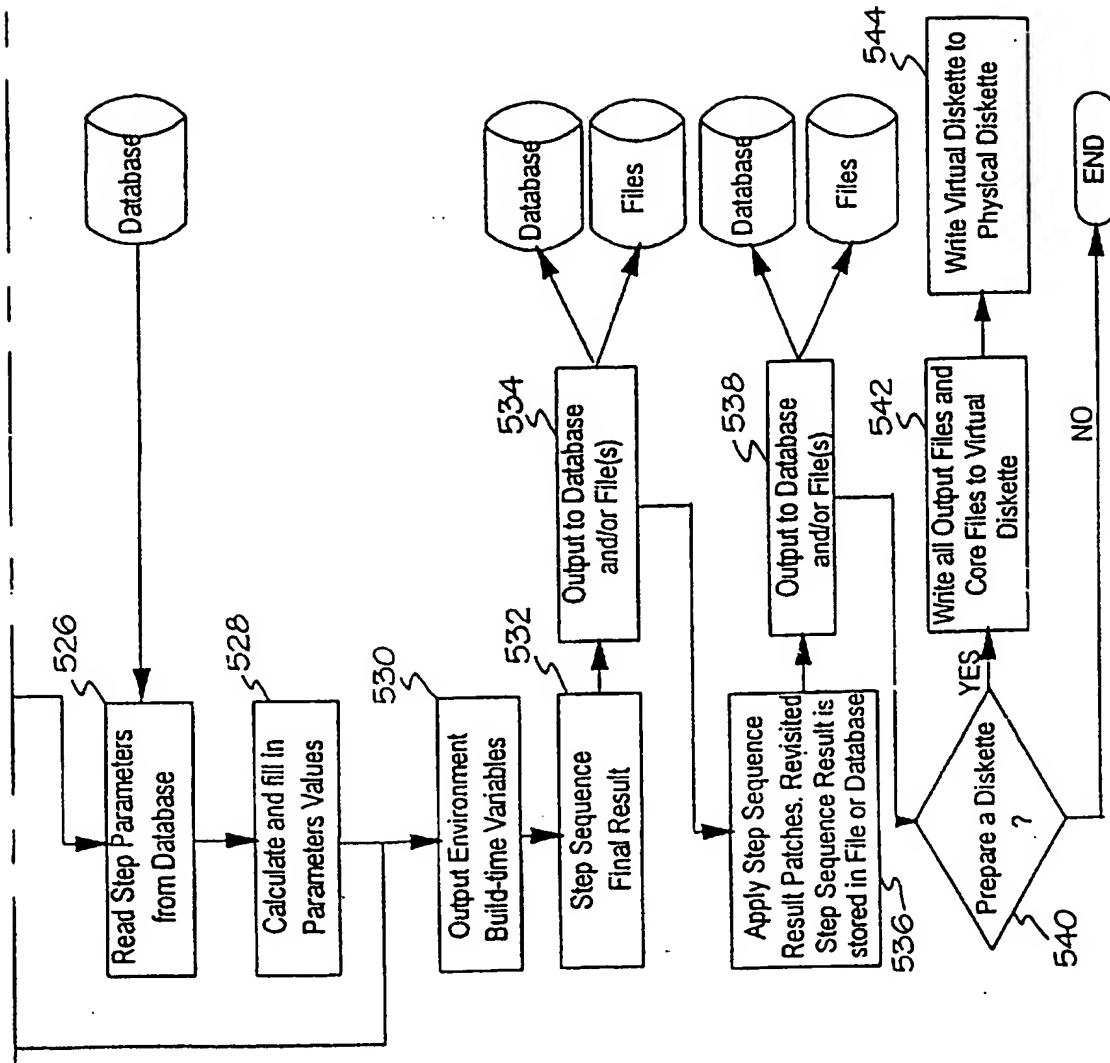 526
Read Step Parameters
from Database
Database
528
Calculate and fill in
Parameters Values
530
Output Environment
Build-time Variables
532
Step Sequence
Final Result
534
Output to Database
and/or File(s)
Database
Files
Apply Step Sequence
Result Patches. Revisited
Step Sequence Result is
stored in File or Database
536
538
Output to Database
and/or File(s)
Database
Files
Prepare a Diskette
?
540
YES
542
Write all Output Files and
Core Files to Virtual
Diskette
544
Write Virtual Diskette to
Physical Diskette
NO
END